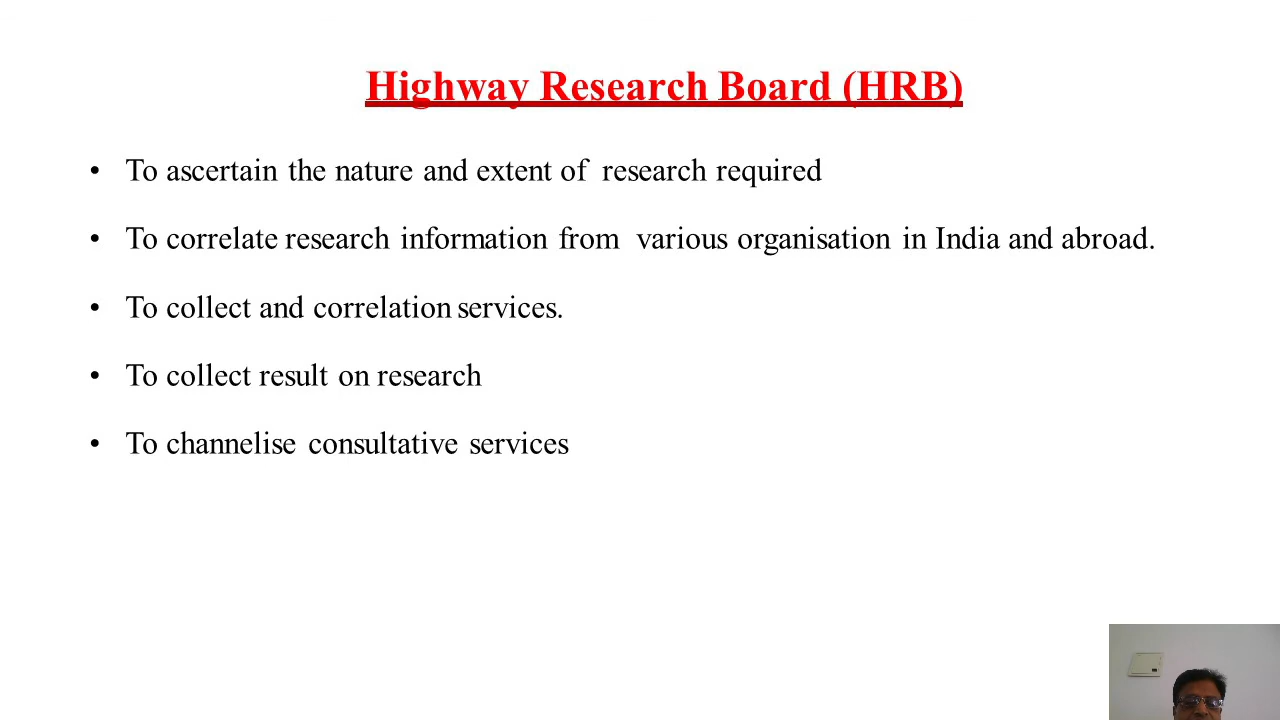 Highway Research Board (HRB)
• To ascertain the nature and extent of research required
• To correlate research information from various organisation in India and abroad.
• To collect and correlation services.
• To collect result on research
• To channelise consultative services